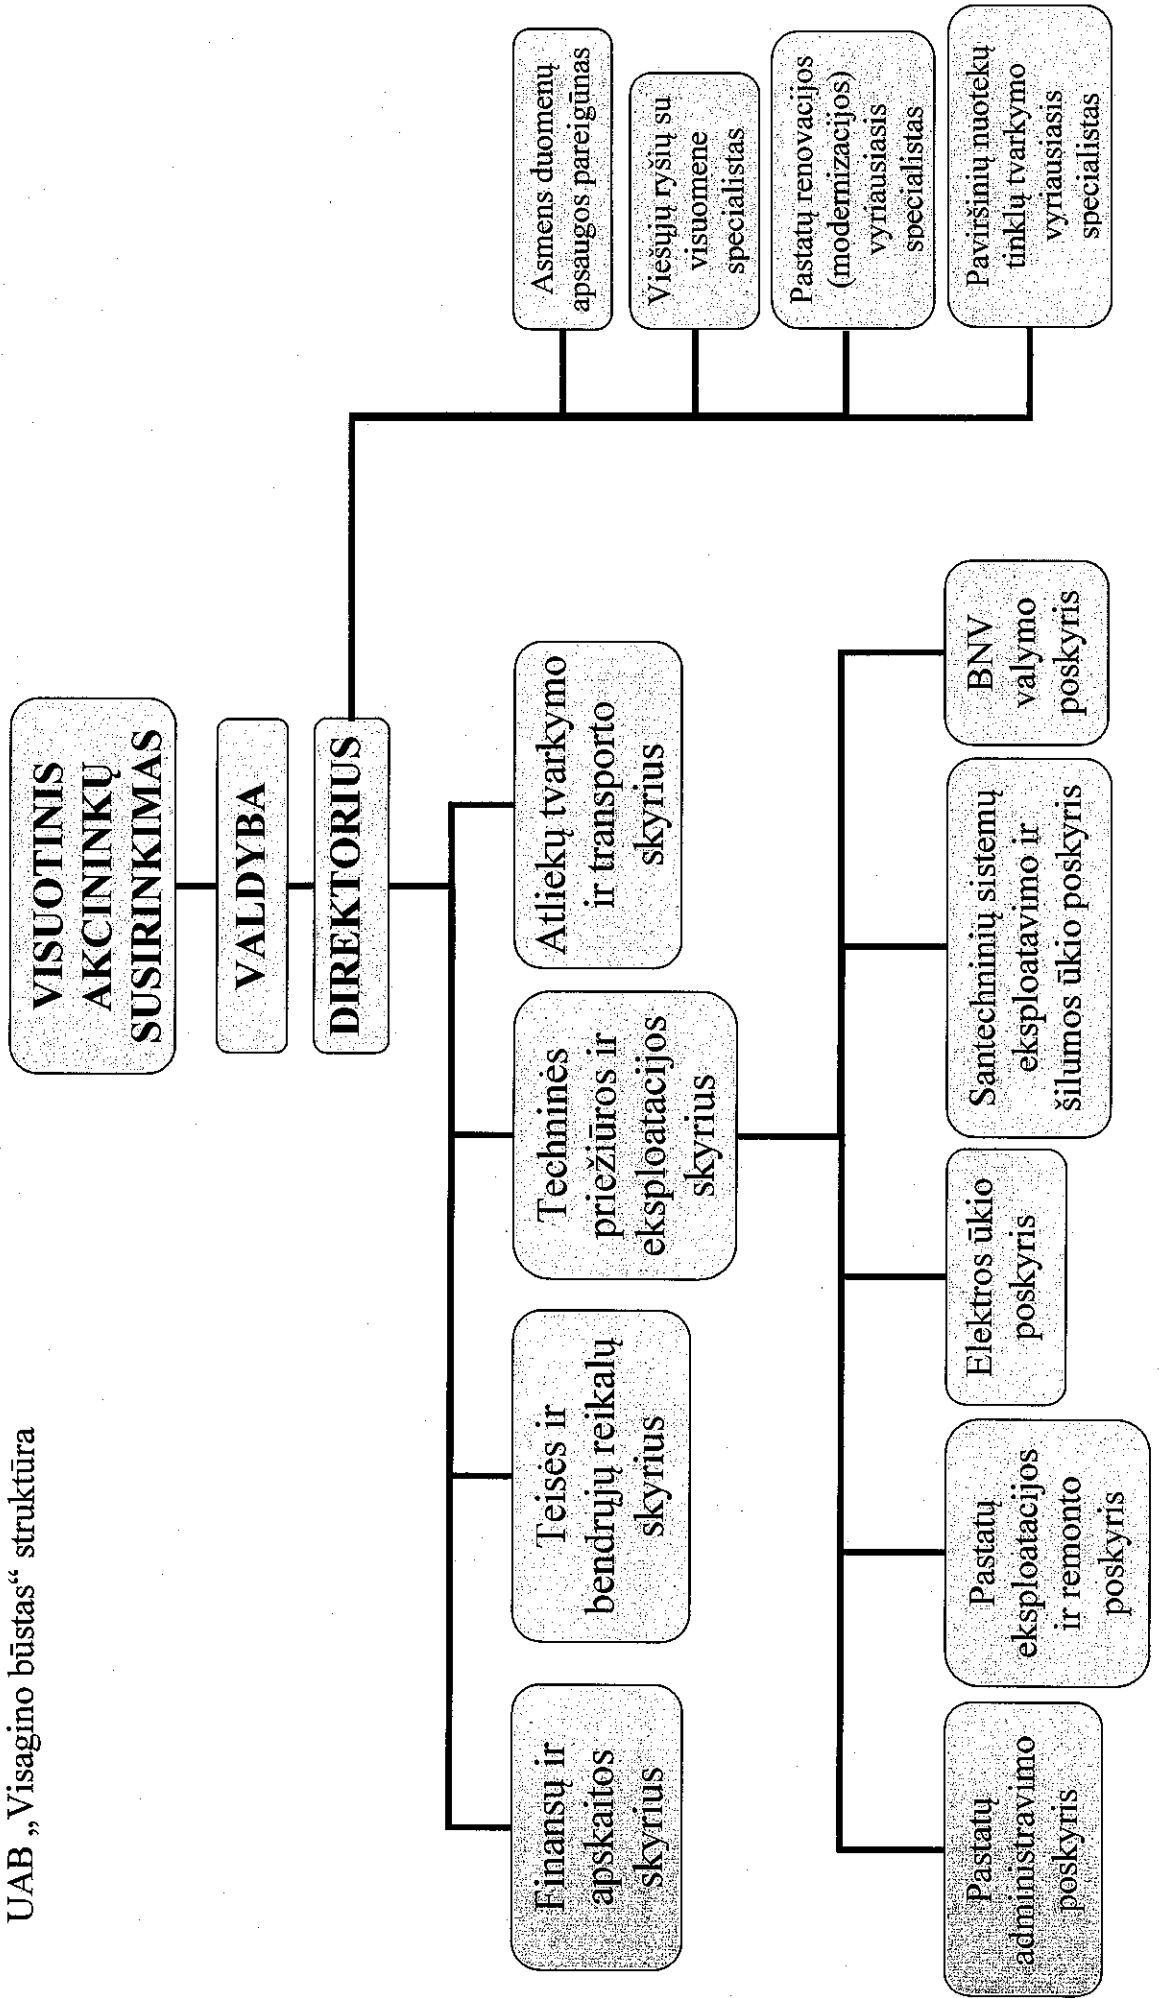 UAB „Visagino būstas“ struktūra
VISUOTINIS
AKCININKŲ
SUSIRINKIMAS
VALDYBA
DIREKTORIUS
Asmens duomenų
apsaugos pareigūnas
Viešųjų ryšių su
visuomene
specialistas
Pastatų renovacijos
(modernizacijos)
vyriausiasis
specialistas
Paviršinių nuotekų
tinklų tvarkymo
vyriausiasis
specialistas
Finansų ir
apskaitos
skyrius
Teisės ir
bendrųjų reikalų
skyrius
Techninės
priežiūros ir
eksploatacijos
skyrius
Atliekų tvarkymo
ir transporto
skyrius
Pastatų
administravimo
poskyris
Pastatų
eksploatacijos
ir remonto
poskyris
Elektros ūkio
poskyris
Santechninių sistemų
eksploatavimo ir
šilumos ūkio poskyris
BNV
valymo
poskyris